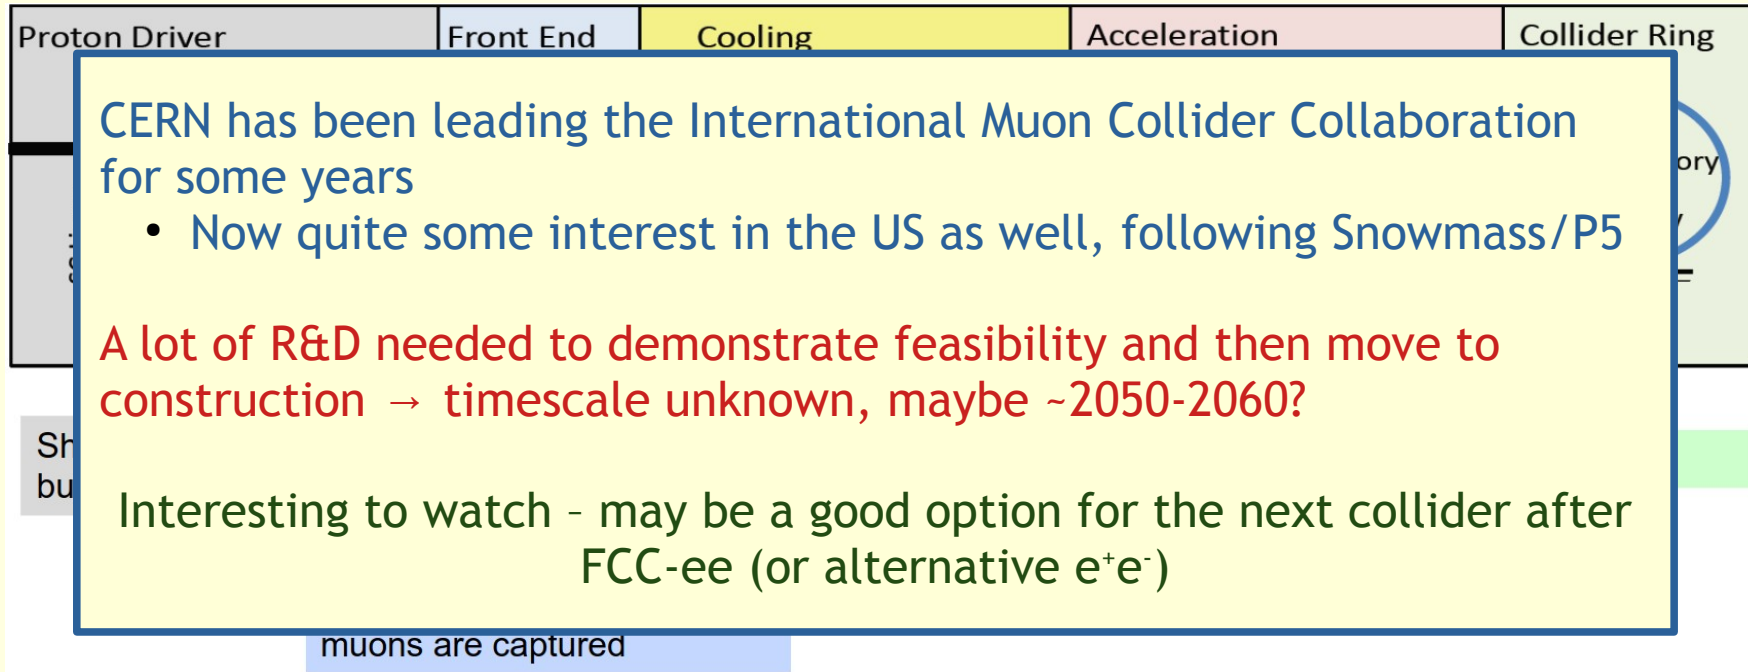 Proton Driver
Front End
Cooling
Acceleration
Collider Ring
CERN has been leading the International Muon Collider Collaboration
for some years
• Now quite some interest in the US as well, following Snowmass/P5
A lot of R&D needed to demonstrate feasibility and then move to
construction → timescale unknown, maybe ~2050-2060?
Interesting to watch – may be a good option for the next collider after
FCC-ee (or alternative e⁺e⁻)
muons are captured